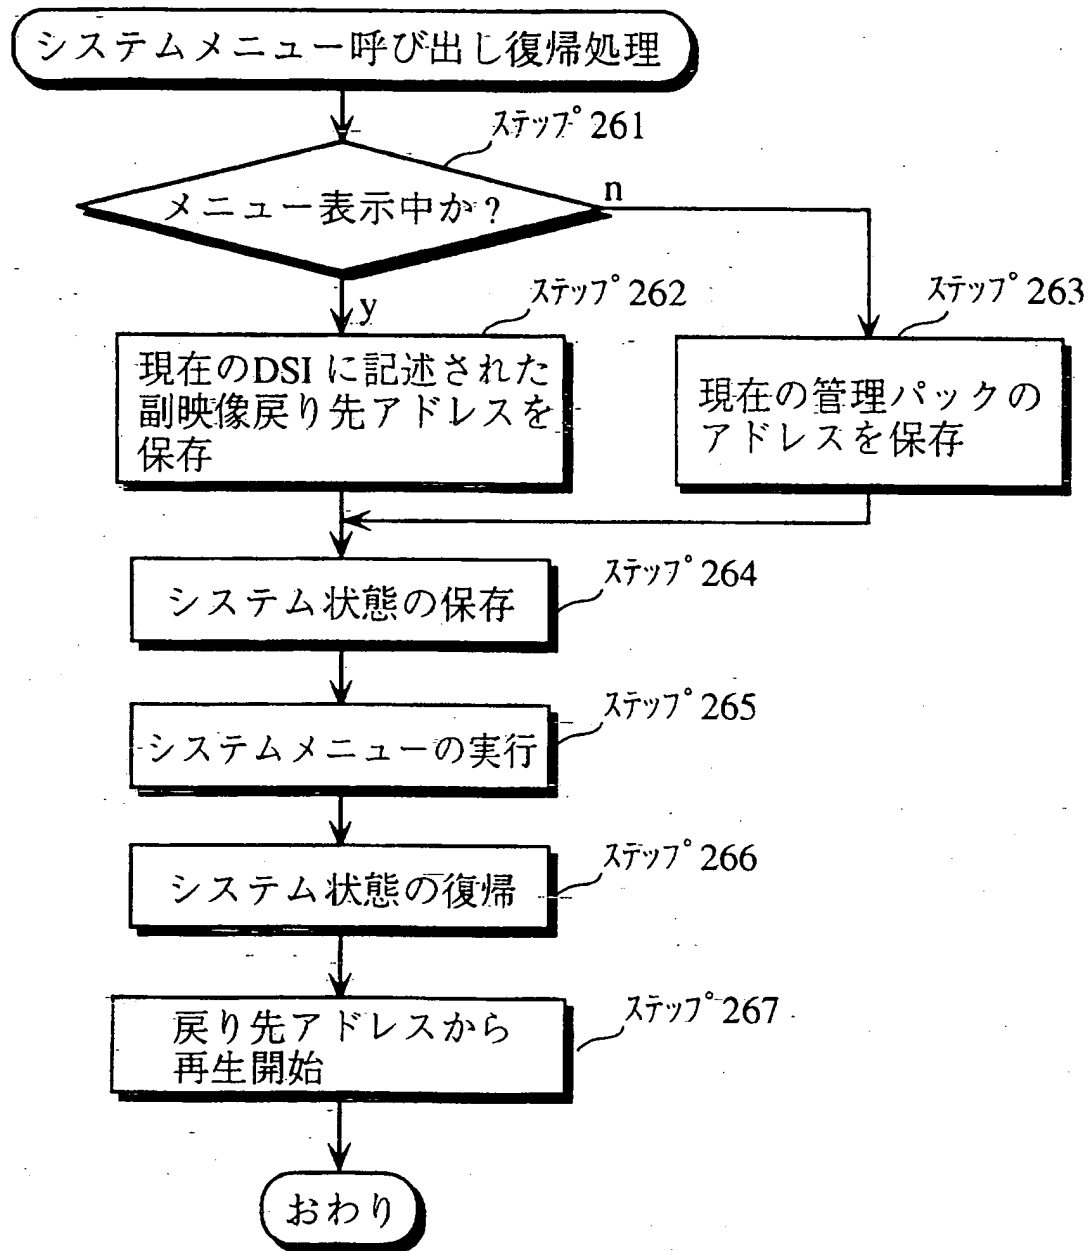 システムメニュー呼び出し復帰処理
ステップ261
メニュー表示中か?
n
y
ステップ262
ステップ263
現在のDSIに記述された
副映像戻り先アドレスを
保存
現在の管理パックの
アドレスを保存
システム状態の保存
ステップ264
システムメニューの実行
ステップ265
システム状態の復帰
ステップ266
戻り先アドレスから
再生開始
ステップ267
おわり